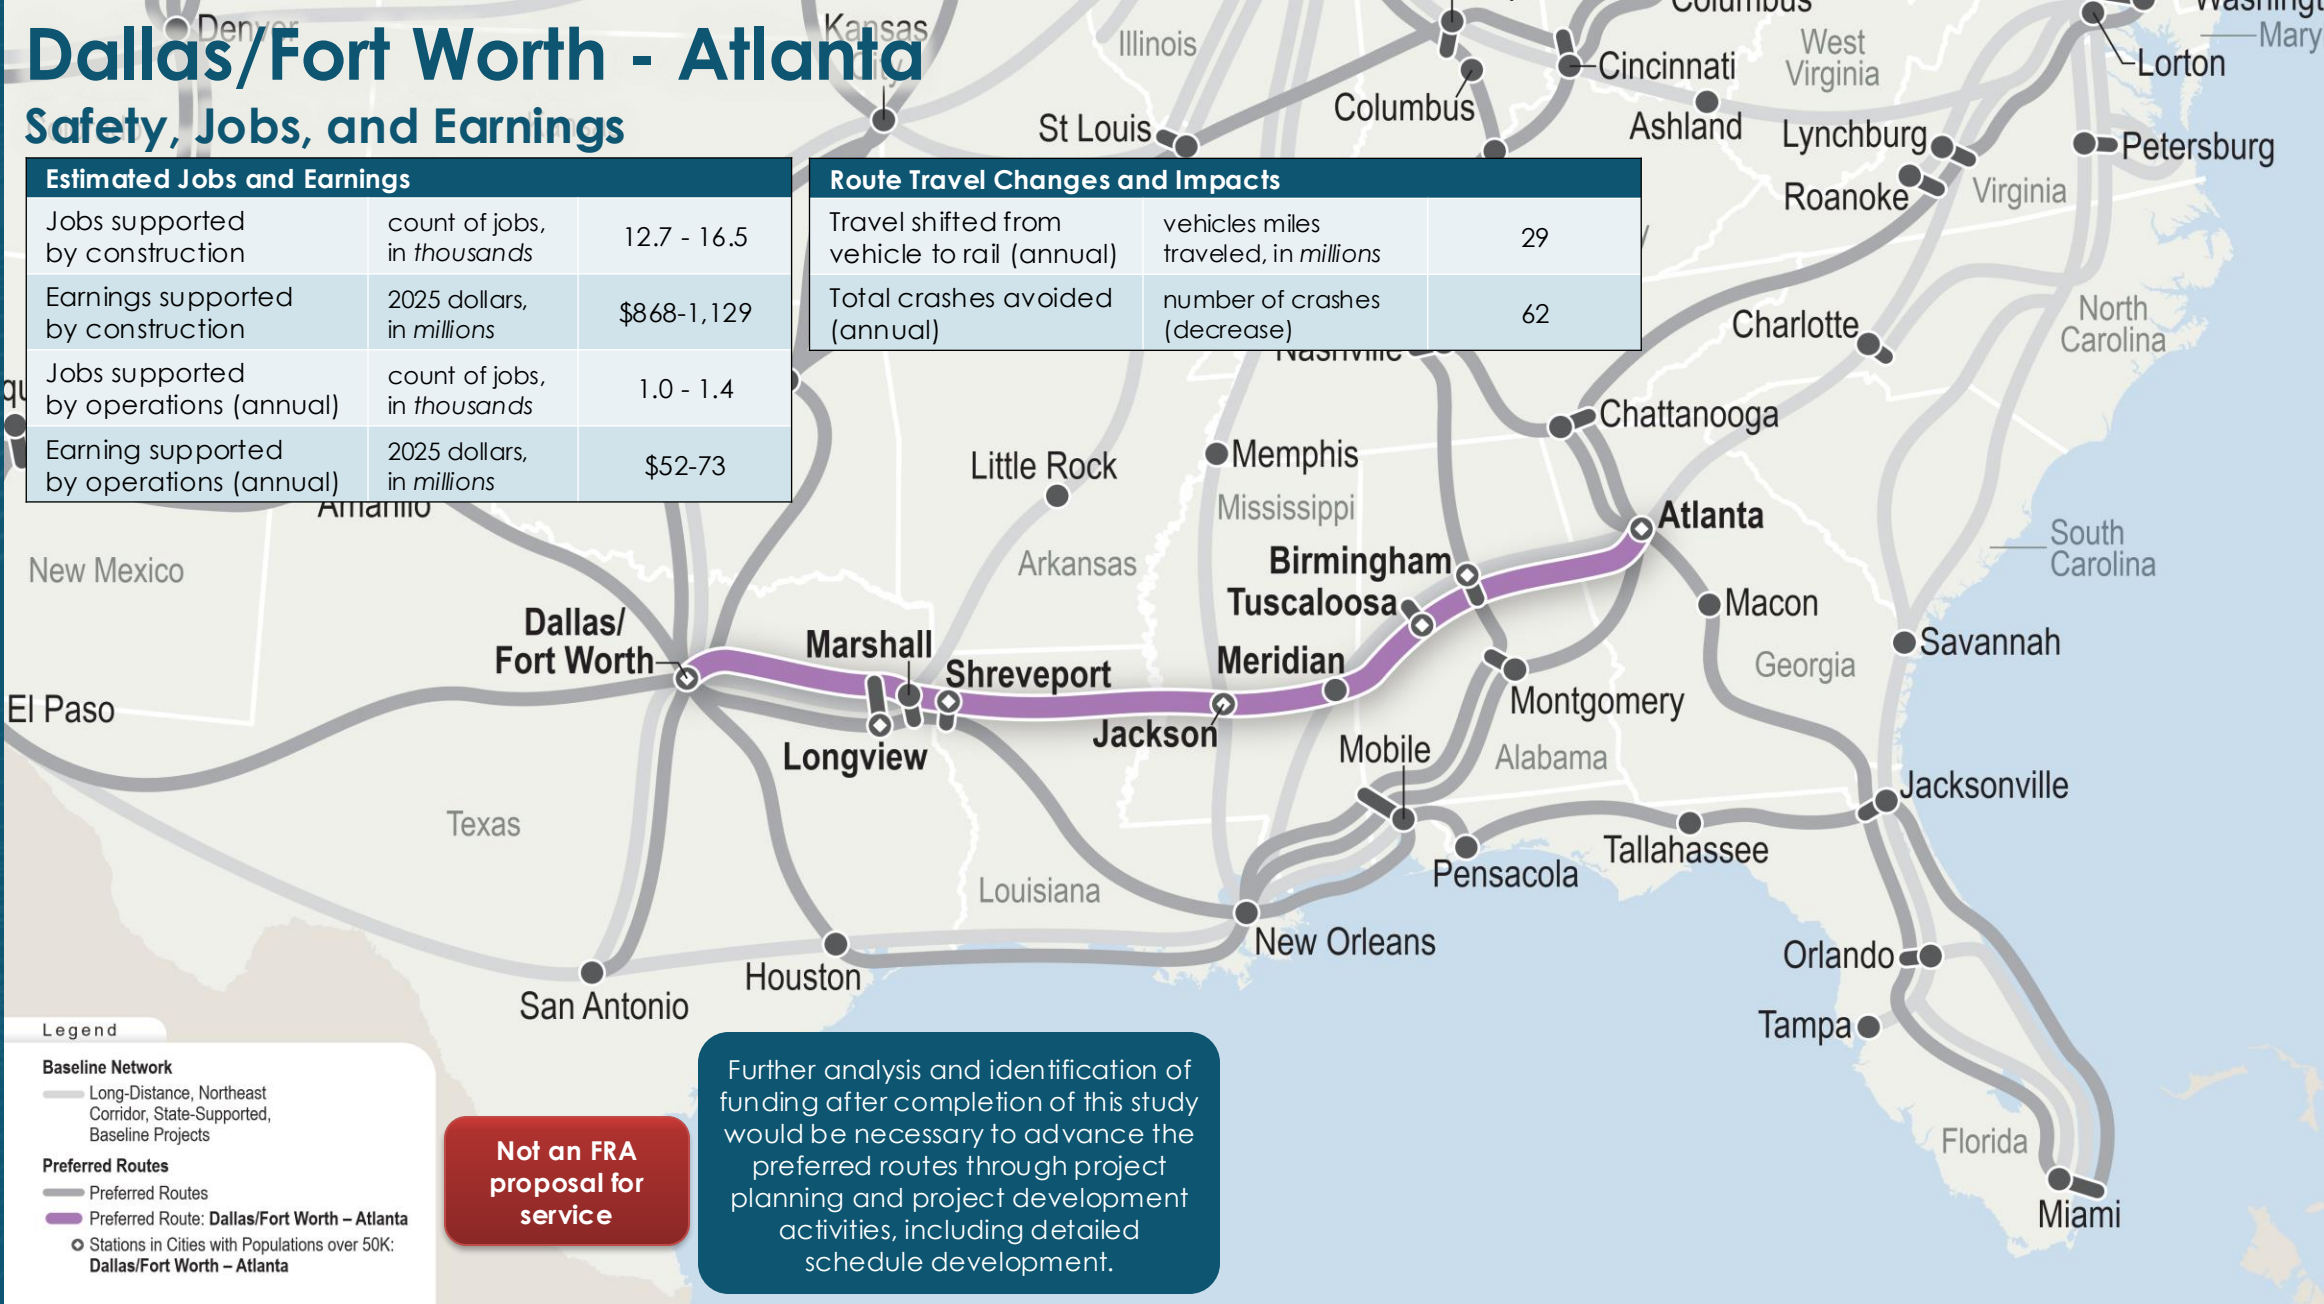 Dallas/Fort Worth - Atlanta
Safety, Jobs, and Earnings
Estimated Jobs and Earnings
Jobs supported
by construction
count of jobs,
in thousands
12.7 - 16.5
Earnings supported
by construction
2025 dollars,
in millions
$868-1,129
Jobs supported
by operations (annual)
count of jobs,
in thousands
1.0 - 1.4
Earning supported
by operations (annual)
2025 dollars,
in millions
$52-73
Route Travel Changes and Impacts
Travel shifted from
vehicle to rail (annual)
vehicles miles
traveled, in millions
29
Total crashes avoided
(annual)
number of crashes
(decrease)
62
Denver
Kansas
City
Illinois
Columbus
West
Virginia
Mary
Lorton
Cincinnati
Columbus
St Louis
Ashland
Lynchburg
Petersburg
Roanoke
Virginia
Nashville
Charlotte
North
Carolina
Chattanooga
Little Rock
Memphis
Mississippi
Amarillo
Atlanta
South
Carolina
New Mexico
Arkansas
Birmingham
Tuscaloosa
Macon
Dallas/
Fort Worth
Marshall
Shreveport
Meridian
Savannah
Georgia
El Paso
Longview
Jackson
Montgomery
Mobile
Alabama
Jacksonville
Texas
Tallahassee
Pensacola
Louisiana
New Orleans
Houston
San Antonio
Orlando
Tampa
Florida
Miami
Legend
Baseline Network
Long-Distance, Northeast
Corridor, State-Supported,
Baseline Projects
Preferred Routes
Preferred Routes
Preferred Route: Dallas/Fort Worth – Atlanta
Stations in Cities with Populations over 50K:
Dallas/Fort Worth – Atlanta
Not an FRA
proposal for
service
Further analysis and identification of
funding after completion of this study
would be necessary to advance the
preferred routes through project
planning and project development
activities, including detailed
schedule development.